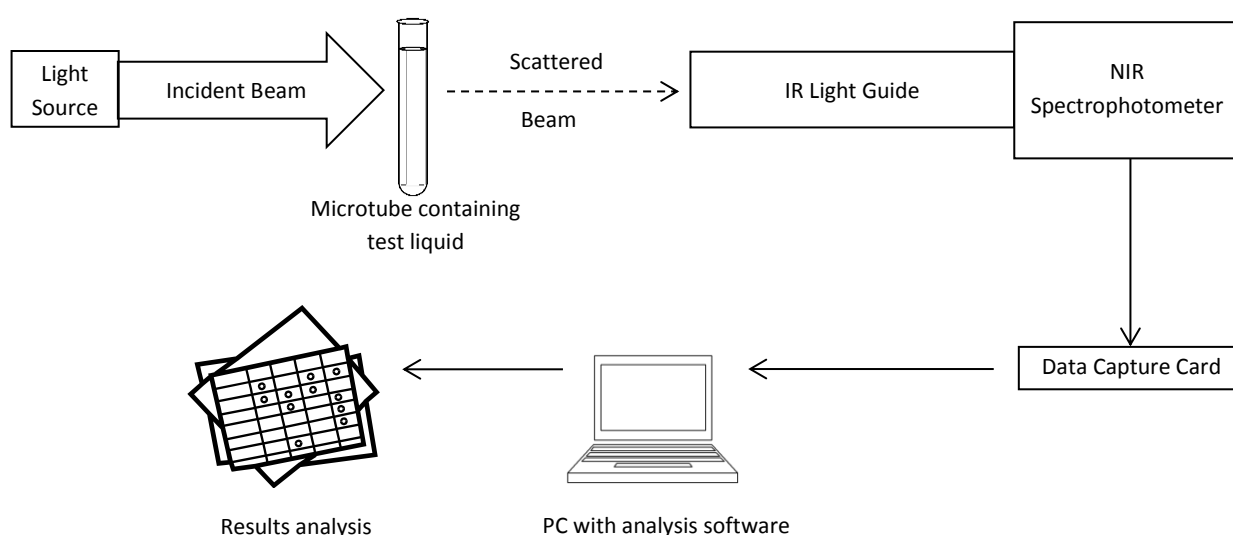 Light
Source
Incident Beam
Scattered
Beam
IR Light Guide
NIR
Spectrophotometer
Microtube containing
test liquid
Data Capture Card
Results analysis
PC with analysis software